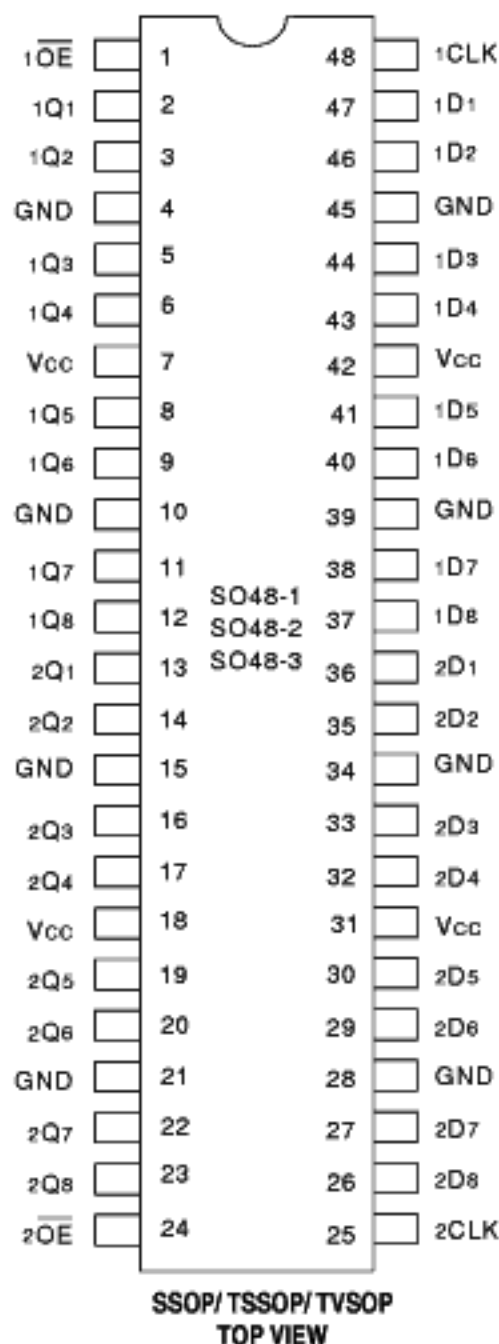 1OE 1 48 1CLK
1Q1 2 47 1D1
1Q2 3 46 1D2
GND 4 45 GND
1Q3 5 44 1D3
1Q4 6 43 1D4
Vcc 7 42 Vcc
1Q5 8 41 1D5
1Q6 9 40 1D6
GND 10 39 GND
1Q7 11 38 1D7
SO48-1
1Q8 12 37 1D8
SO48-2
2Q1 13 36 2D1
SO48-3
2Q2 14 35 2D2
GND 15 34 GND
2Q3 16 33 2D3
2Q4 17 32 2D4
Vcc 18 31 Vcc
2Q5 19 30 2D5
2Q6 20 29 2D6
GND 21 28 GND
2Q7 22 27 2D7
2Q8 23 26 2D8
2OE 24 25 2CLK
SSOP/ TSSOP/ TVSOP
TOP VIEW